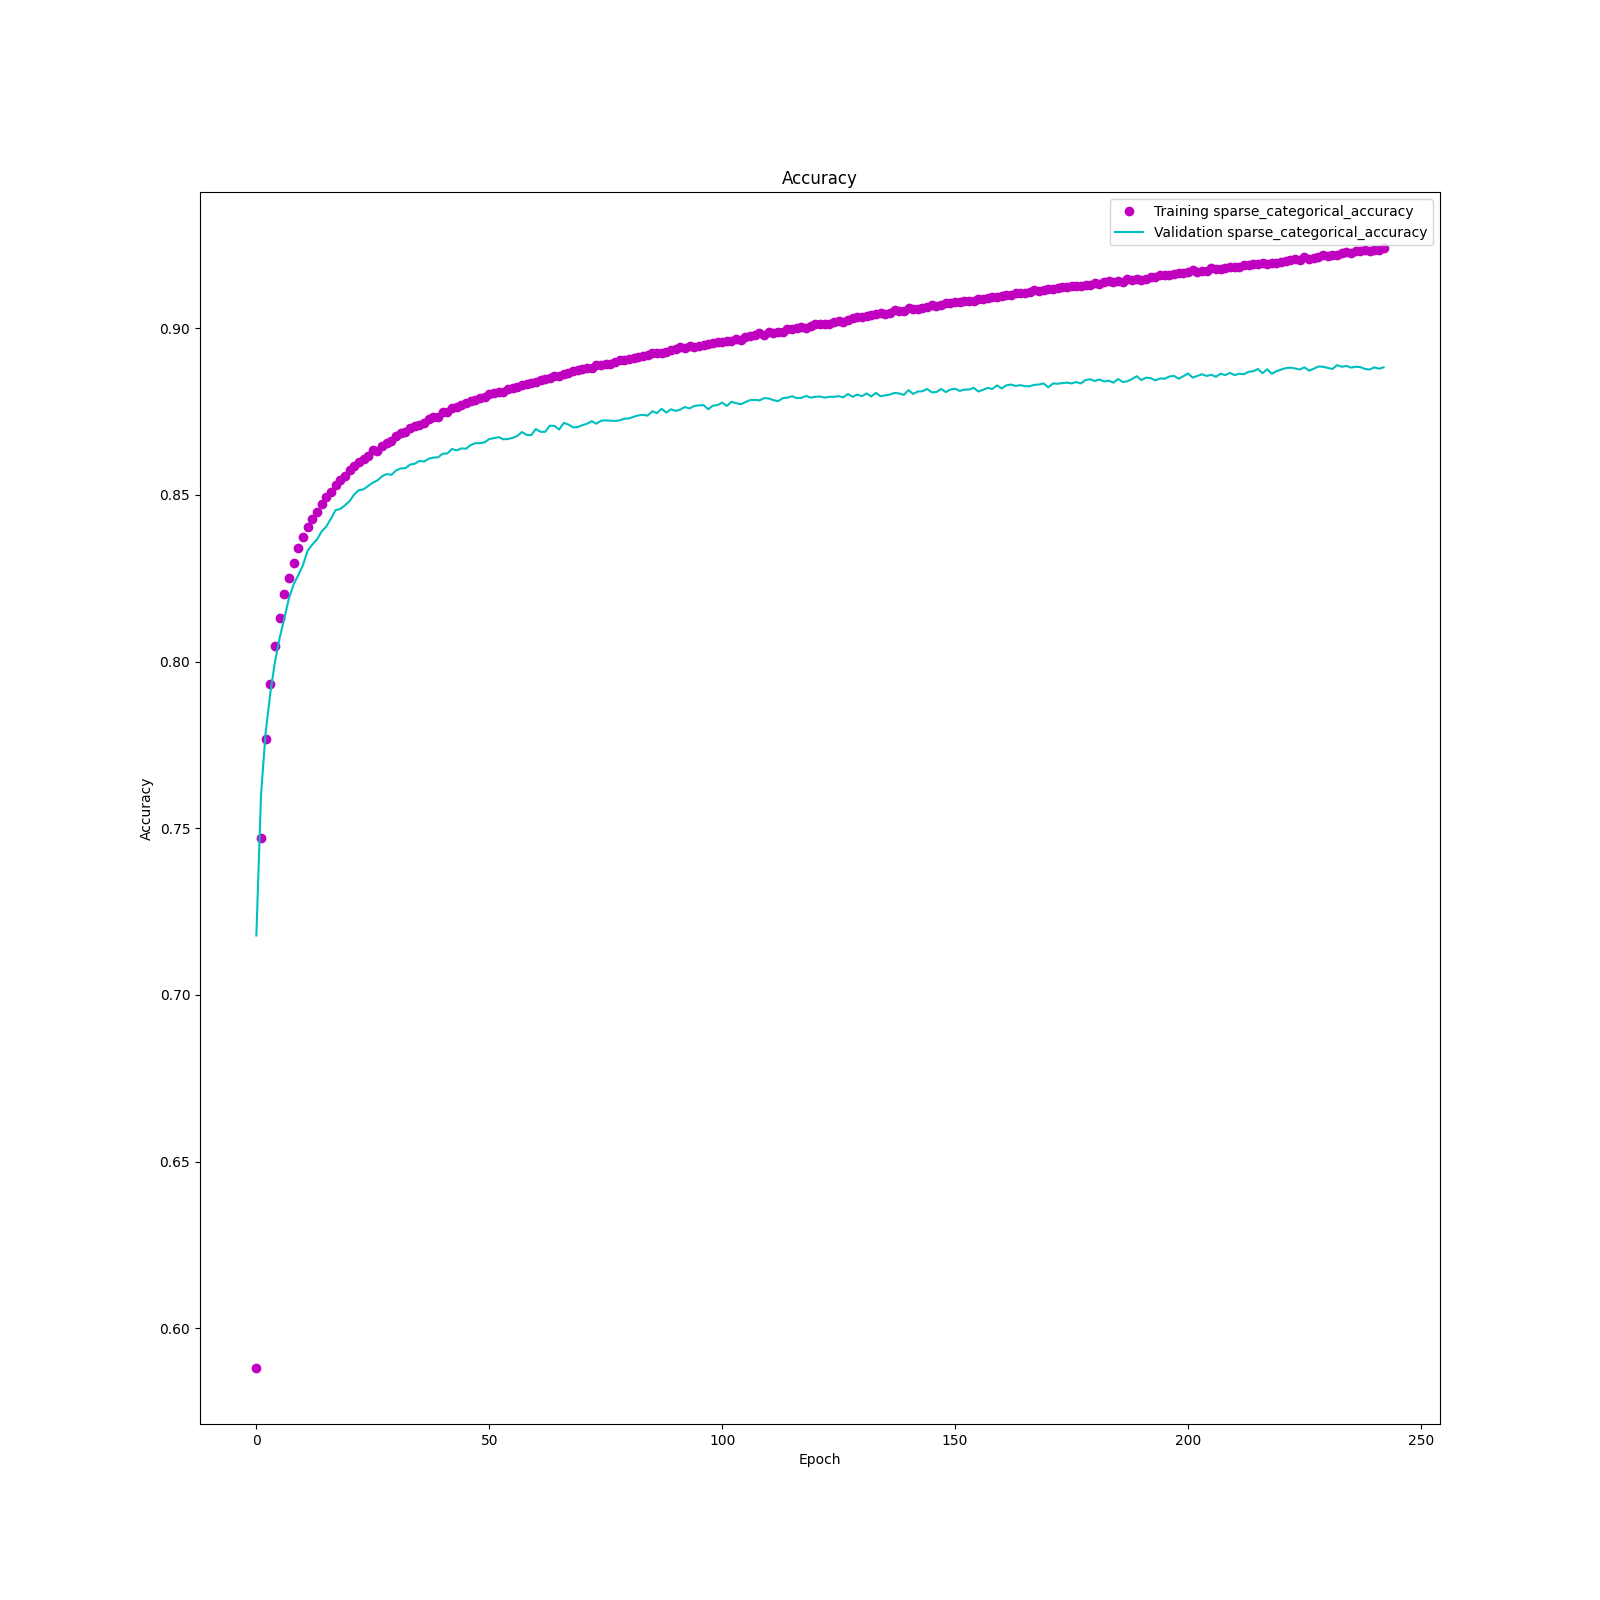 Accuracy
Training sparse_categorical_accuracy
Validation sparse_categorical_accuracy
Accuracy
0.90
0.85
0.80
0.75
0.70
0.65
0.60
0 50 100 150 200 250
Epoch